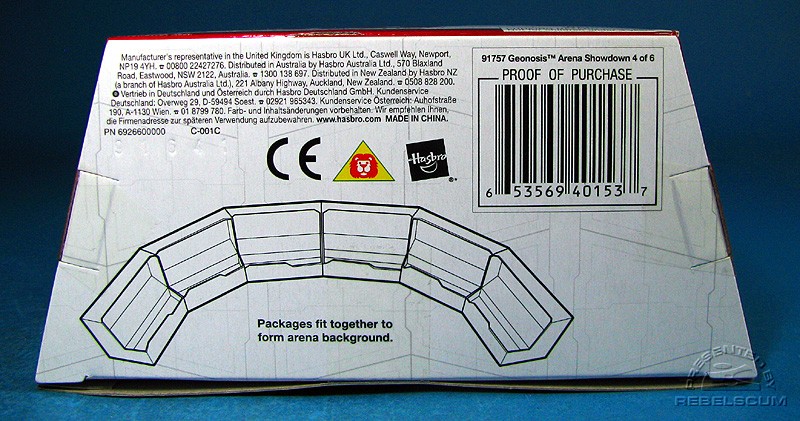 Manufacturer's representative in the United Kingdom is Hasbro UK Ltd., Caswell Way, Newport,
NP19 4YH. ☎ 00800 22427276. Distributed in Australia by Hasbro Australia Ltd., 570 Blaxland
Road, Eastwood, NSW 2122, Australia. ☎ 1300 138 697. Distributed in New Zealand by Hasbro NZ
(a branch of Hasbro Australia Ltd.), 221 Albany Highway, Auckland, New Zealand. ☎ 0508 828 200.
Vertrieb in Deutschland und Österreich durch Hasbro Deutschland GmbH. Kundenservice
Deutschland: Overweg 29, D-59494 Soest. ☎ 02921 965343. Kundenservice Österreich: Auhofstraße
190, A-1130 Wien. ☎ 01 8799 780. Farb- und Inhaltsänderungen vorbehalten. Wir empfehlen Ihnen,
die Firmenadresse zur späteren Verwendung aufzubewahren. www.hasbro.com MADE IN CHINA.
PN 6926600000 C-001C
91641
CE
Hasbro
®
91757 Geonosis™ Arena Showdown 4 of 6
PROOF OF PURCHASE
6 53569 40153 7
Packages fit together to
form arena background.
PRESENTED BY
REBELSCUM